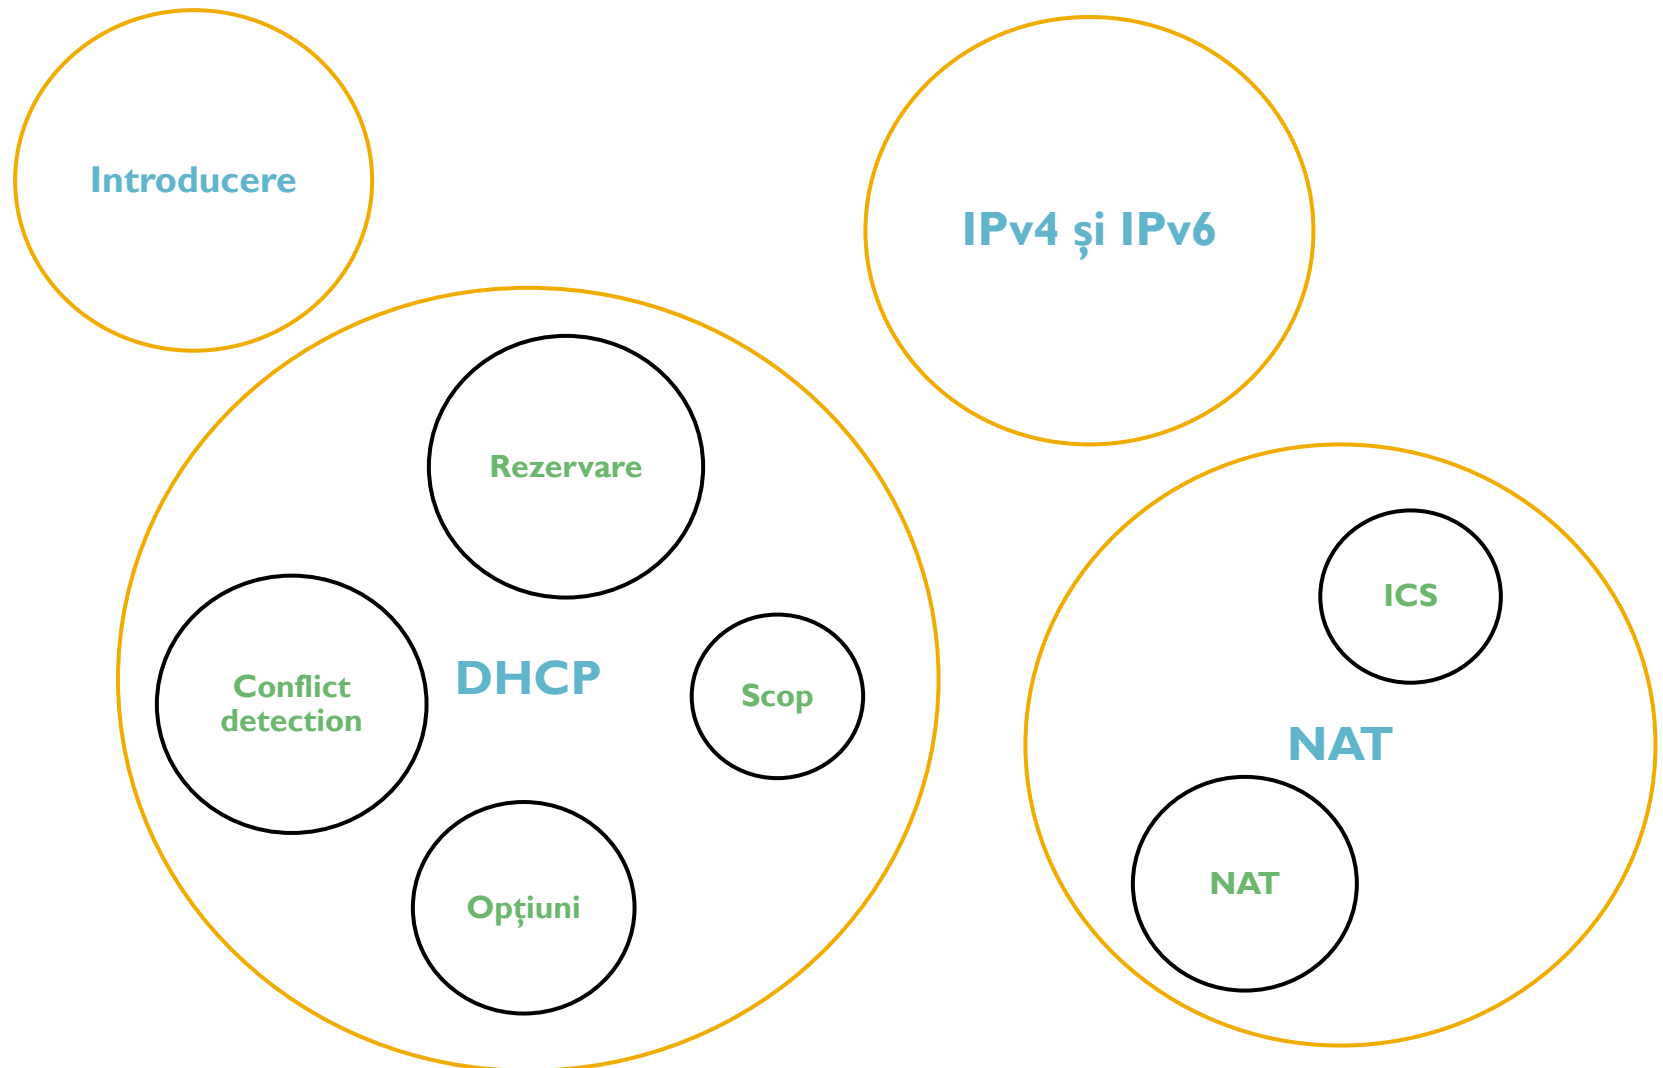 Introducere
IPv4 și IPv6
Rezervare
Conflict
detection
DHCP
Scop
Opțiuni
ICS
NAT
NAT